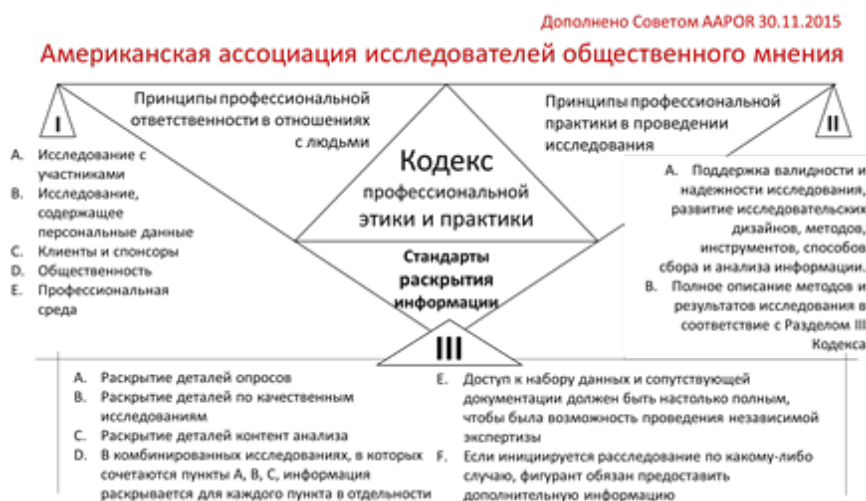 Дополнено Советом AAPOR 30.11.2015
Американская ассоциация исследователей общественного мнения
I
Принципы профессиональной
ответственности в отношениях
с людьми
Кодекс
профессиональной
этики и практики
Принципы профессиональной
практики в проведении
исследования
II
A. Исследование с
участниками
B. Исследование,
содержащее
персональные данные
C. Клиенты и спонсоры
D. Общественность
E. Профессиональная
среда
Стандарты
раскрытия
информации
A. Поддержка валидности и
надежности исследования,
развитие исследовательских
дизайнов, методов,
инструментов, способов
сбора и анализа информации.
B. Полное описание методов и
результатов исследования в
соответствие с Разделом III
Кодекса
III
A. Раскрытие деталей опросов
B. Раскрытие деталей по качественным
исследованиям
C. Раскрытие деталей контент анализа
D. В комбинированных исследованиях, в которых
сочетаются пункты А, В, С, информация
раскрывается для каждого пункта в отдельности
E. Доступ к набору данных и сопутствующей
документации должен быть настолько полным,
чтобы была возможность проведения независимой
экспертизы
F. Если инициируется расследование по какому-либо
случаю, фигурант обязан предоставить
дополнительную информацию